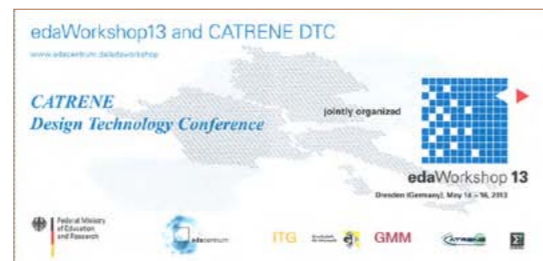 edaWorkshop13 and CATRENE DTC
www.edacentrum.de/edaworkshop
CATRENE
Design Technology Conference
jointly organized
edaWorkshop 13
Dresden (Germany), May 14 – 16, 2013
Federal Ministry
of Education
and Research
edacentrum
ITG
GMM
CATRENE